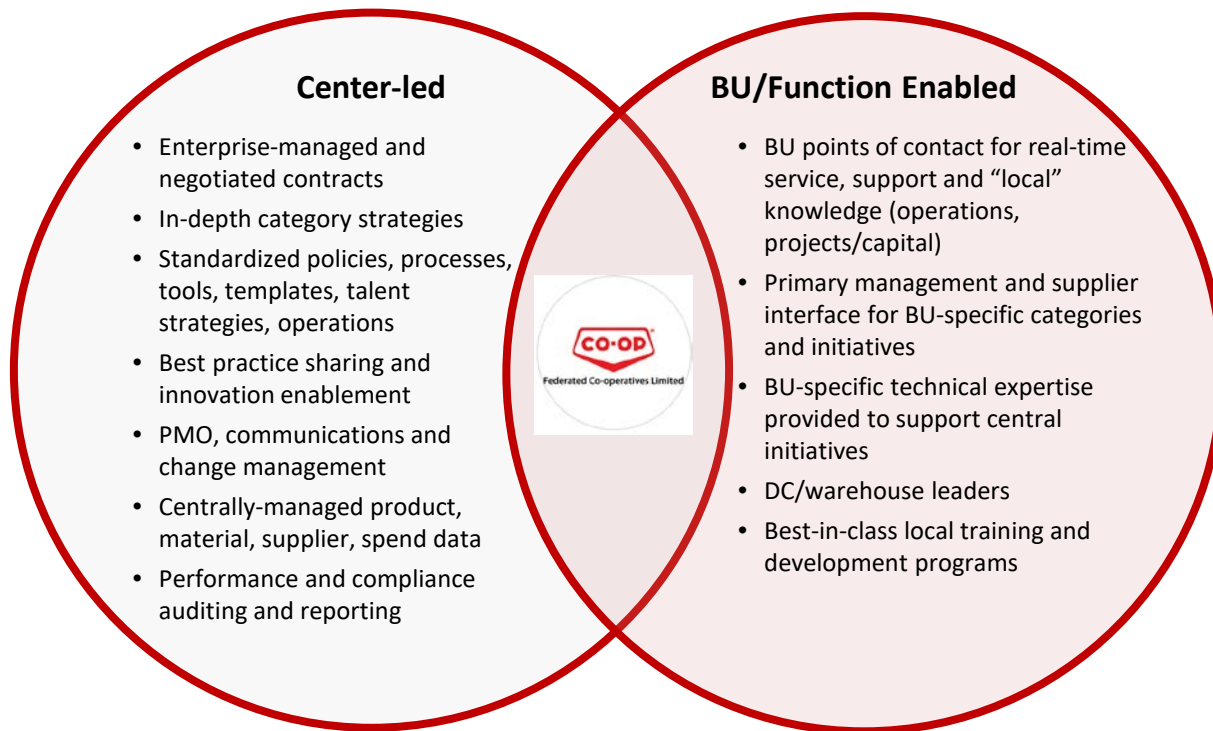 Center-led
• Enterprise-managed and
negotiated contracts
• In-depth category strategies
• Standardized policies, processes,
tools, templates, talent
strategies, operations
• Best practice sharing and
innovation enablement
• PMO, communications and
change management
• Centrally-managed product,
material, supplier, spend data
• Performance and compliance
auditing and reporting
CO-OP
Federated Co-operatives Limited
BU/Function Enabled
• BU points of contact for real-time
service, support and “local”
knowledge (operations,
projects/capital)
• Primary management and supplier
interface for BU-specific categories
and initiatives
• BU-specific technical expertise
provided to support central
initiatives
• DC/warehouse leaders
• Best-in-class local training and
development programs